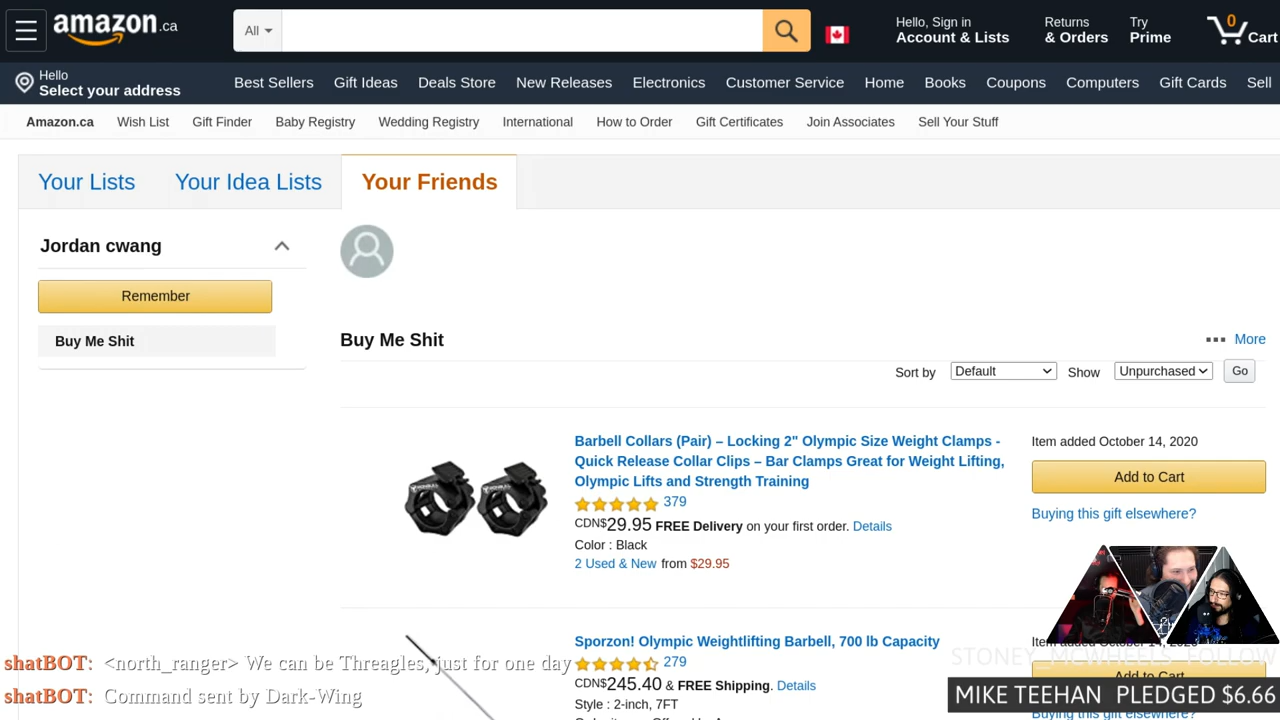 amazon.ca
All
Hello, Sign in
Account & Lists
Returns
& Orders
Try
Prime
0
Cart
Hello
Select your address
Best Sellers
Gift Ideas
Deals Store
New Releases
Electronics
Customer Service
Home
Books
Coupons
Computers
Gift Cards
Sell
Amazon.ca
Wish List
Gift Finder
Baby Registry
Wedding Registry
International
How to Order
Gift Certificates
Join Associates
Sell Your Stuff
Your Lists
Your Idea Lists
Your Friends
Jordan cwang
Remember
Buy Me Shit
Buy Me Shit
More
Sort by
Default
Show
Unpurchased
Go
Barbell Collars (Pair) – Locking 2" Olympic Size Weight Clamps -
Quick Release Collar Clips – Bar Clamps Great for Weight Lifting,
Olympic Lifts and Strength Training
379
CDN$29.95 FREE Delivery on your first order. Details
Color : Black
2 Used & New from $29.95
Item added October 14, 2020
Add to Cart
Buying this gift elsewhere?
Sporzon! Olympic Weightlifting Barbell, 700 lb Capacity
279
CDN$245.40 & FREE Shipping. Details
Style : 2-inch, 7FT
Add to Cart
Buying this gift elsewhere?
shatBOT: <north_ranger> We can be Threagles, just for one day
shatBOT: Command sent by Dark-Wing
STONEY_MCWHEELS_FOLLOW
MIKE TEEHAN PLEDGED $6.66